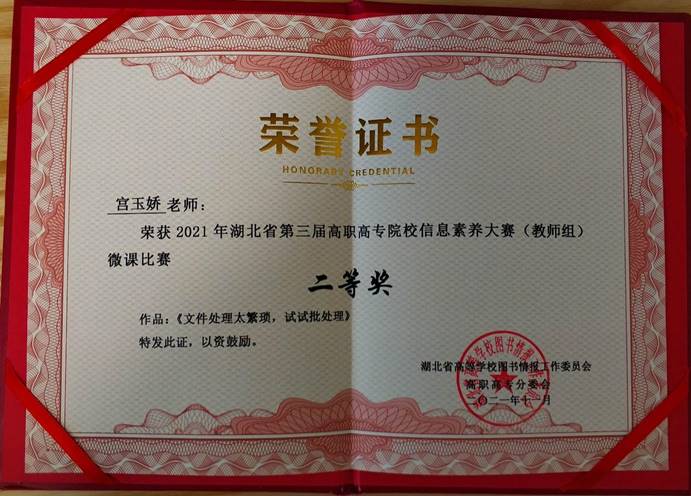 荣誉证书
HONORARY CREDENTIAL
宫玉娇老师：
荣获2021年湖北省第三届高职高专院校信息素养大赛（教师组）
微课比赛
二等奖
作品：《文件处理太繁琐，试试批处理》
特发此证，以资鼓励。
湖北省高等学校图书情报工作委员会
高职高专分委会
二〇二一年十一月